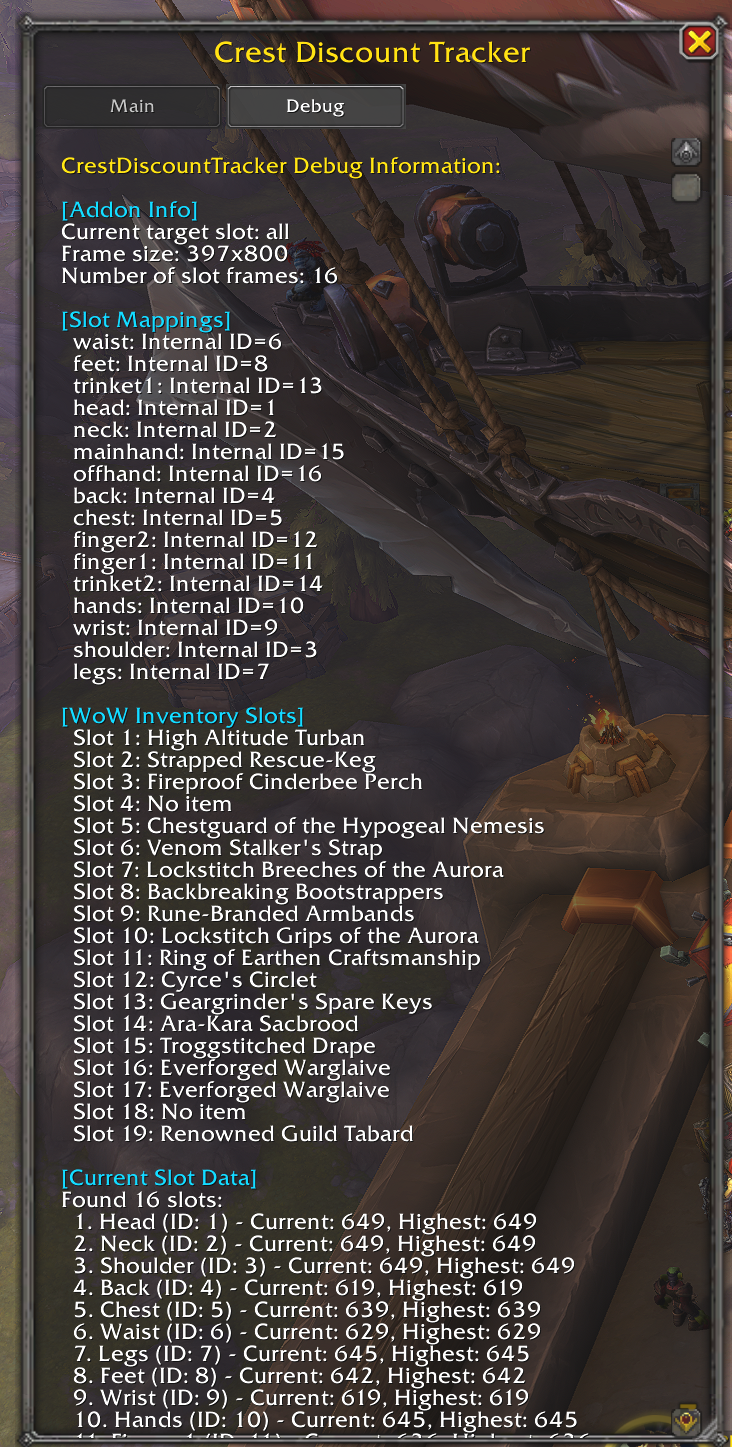 Crest Discount Tracker
Main
Debug
CrestDiscountTracker Debug Information:
[Addon Info]
Current target slot: all
Frame size: 397x800
Number of slot frames: 16
[Slot Mappings]
waist: Internal ID=6
feet: Internal ID=8
trinket1: Internal ID=13
head: Internal ID=1
neck: Internal ID=2
mainhand: Internal ID=15
offhand: Internal ID=16
back: Internal ID=4
chest: Internal ID=5
finger2: Internal ID=12
finger1: Internal ID=11
trinket2: Internal ID=14
hands: Internal ID=10
wrist: Internal ID=9
shoulder: Internal ID=3
legs: Internal ID=7
[WoW Inventory Slots]
Slot 1: High Altitude Turban
Slot 2: Strapped Rescue-Keg
Slot 3: Fireproof Cinderbee Perch
Slot 4: No item
Slot 5: Chestguard of the Hypogeal Nemesis
Slot 6: Venom Stalker's Strap
Slot 7: Lockstitch Breeches of the Aurora
Slot 8: Backbreaking Bootstrappers
Slot 9: Rune-Branded Armbands
Slot 10: Lockstitch Grips of the Aurora
Slot 11: Ring of Earthen Craftsmanship
Slot 12: Cyrce's Circlet
Slot 13: Geargrinder's Spare Keys
Slot 14: Ara-Kara Sacbrood
Slot 15: Troggstitched Drape
Slot 16: Everforged Warglaive
Slot 17: Everforged Warglaive
Slot 18: No item
Slot 19: Renowned Guild Tabard
[Current Slot Data]
Found 16 slots:
1. Head (ID: 1) - Current: 649, Highest: 649
2. Neck (ID: 2) - Current: 649, Highest: 649
3. Shoulder (ID: 3) - Current: 649, Highest: 649
4. Back (ID: 4) - Current: 619, Highest: 619
5. Chest (ID: 5) - Current: 639, Highest: 639
6. Waist (ID: 6) - Current: 629, Highest: 629
7. Legs (ID: 7) - Current: 645, Highest: 645
8. Feet (ID: 8) - Current: 642, Highest: 642
9. Wrist (ID: 9) - Current: 619, Highest: 619
10. Hands (ID: 10) - Current: 645, Highest: 645